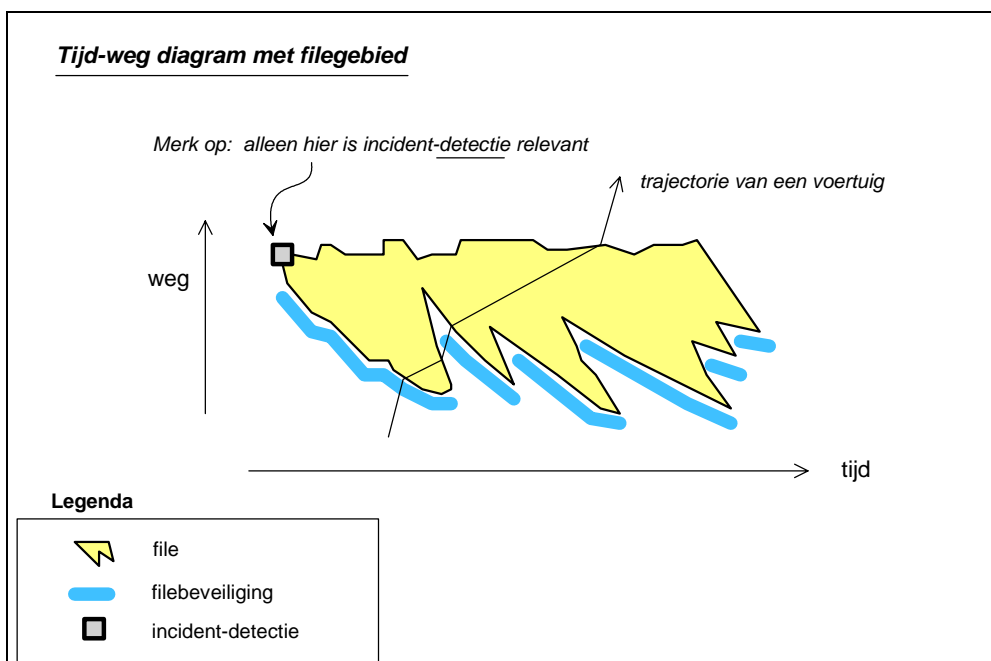 Tijd-weg diagram met filegebied
Merk op: alleen hier is incident-detectie relevant
trajectorie van een voertuig
weg
tijd
Legenda
file
filebeveiliging
incident-detectie